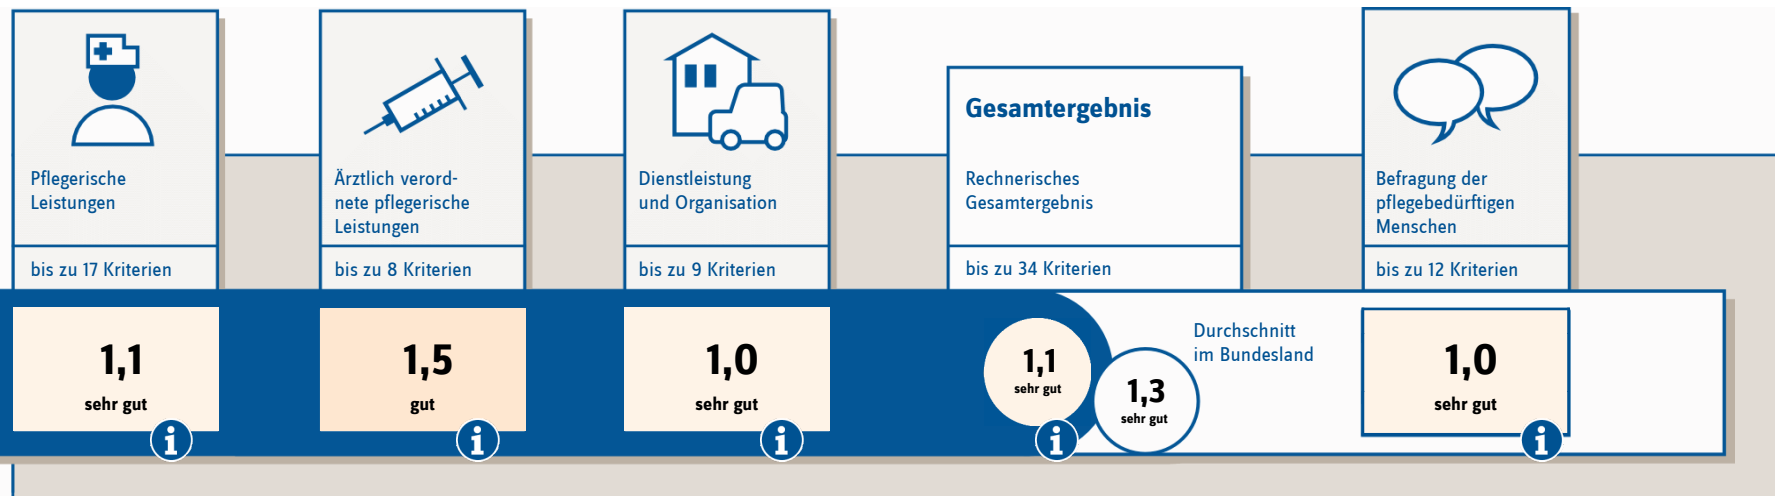 Pflegerische
Leistungen
bis zu 17 Kriterien
1,1
sehr gut
i
Ärztlich verord-
nete pflegerische
Leistungen
bis zu 8 Kriterien
1,5
gut
i
Dienstleistung
und Organisation
bis zu 9 Kriterien
1,0
sehr gut
i
Gesamtergebnis
Rechnerisches
Gesamtergebnis
bis zu 34 Kriterien
1,1
sehr gut
i
1,3
sehr gut
Durchschnitt
im Bundesland
Befragung der
pflegebedürftigen
Menschen
bis zu 12 Kriterien
1,0
sehr gut
i